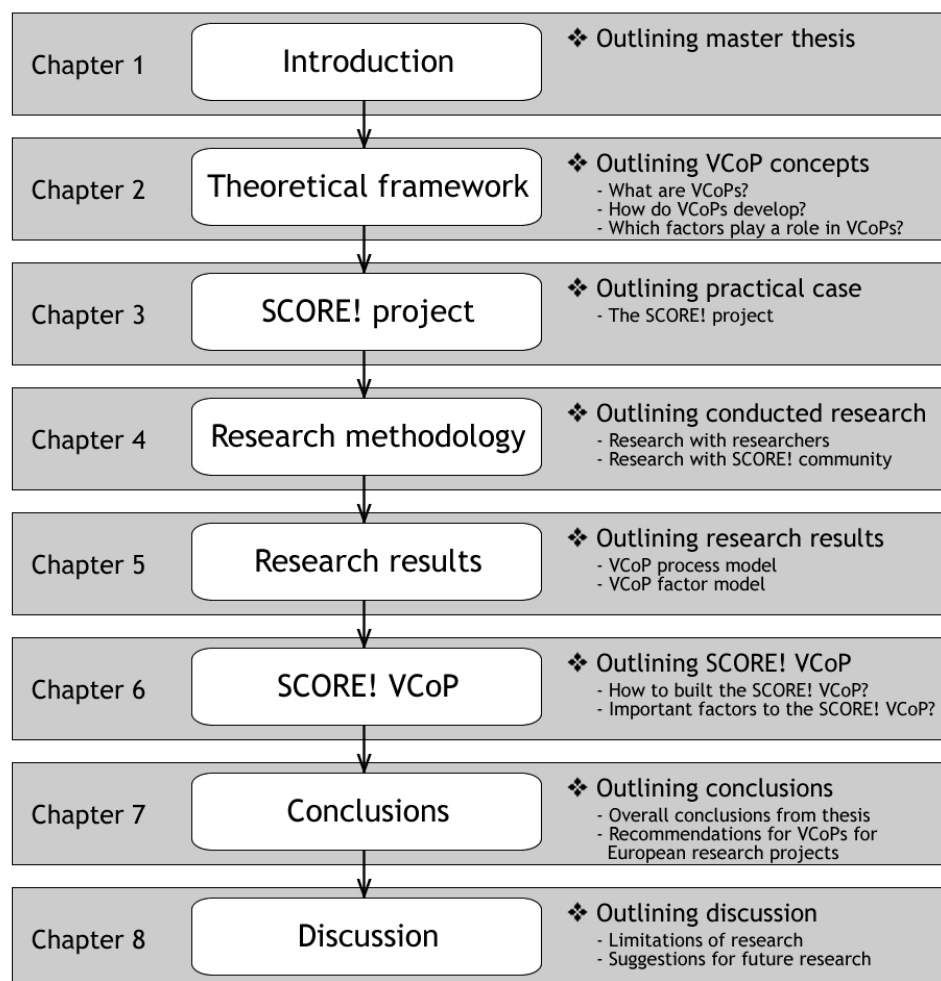 Chapter 1
Introduction
❖ Outlining master thesis
Chapter 2
Theoretical framework
❖ Outlining VCoP concepts
- What are VCoPs?
- How do VCoPs develop?
- Which factors play a role in VCoPs?
Chapter 3
SCORE! project
❖ Outlining practical case
- The SCORE! project
Chapter 4
Research methodology
❖ Outlining conducted research
- Research with researchers
- Research with SCORE! community
Chapter 5
Research results
❖ Outlining research results
- VCoP process model
- VCoP factor model
Chapter 6
SCORE! VCoP
❖ Outlining SCORE! VCoP
- How to built the SCORE! VCoP?
- Important factors to the SCORE! VCoP?
Chapter 7
Conclusions
❖ Outlining conclusions
- Overall conclusions from thesis
- Recommendations for VCoPs for
European research projects
Chapter 8
Discussion
❖ Outlining discussion
- Limitations of research
- Suggestions for future research